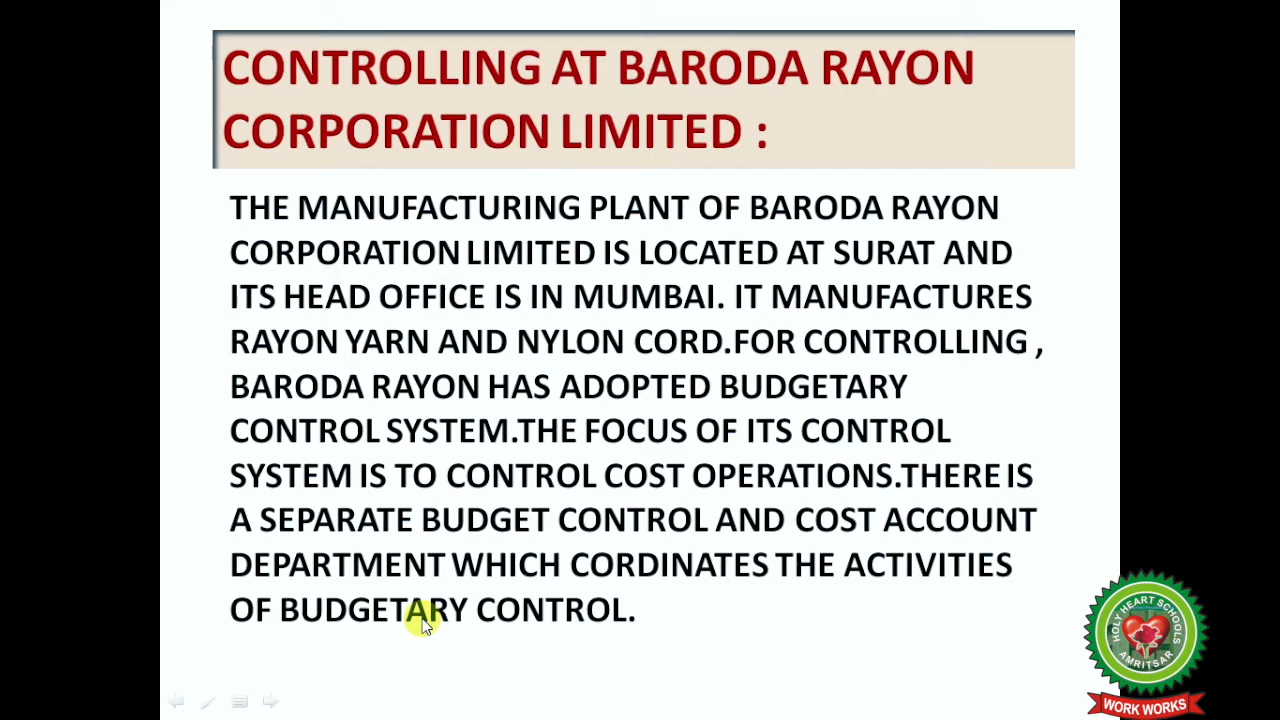 CONTROLLING AT BARODA RAYON
CORPORATION LIMITED :
THE MANUFACTURING PLANT OF BARODA RAYON
CORPORATION LIMITED IS LOCATED AT SURAT AND
ITS HEAD OFFICE IS IN MUMBAI. IT MANUFACTURES
RAYON YARN AND NYLON CORD.FOR CONTROLLING ,
BARODA RAYON HAS ADOPTED BUDGETARY
CONTROL SYSTEM.THE FOCUS OF ITS CONTROL
SYSTEM IS TO CONTROL COST OPERATIONS.THERE IS
A SEPARATE BUDGET CONTROL AND COST ACCOUNT
DEPARTMENT WHICH CORDINATES THE ACTIVITIES
OF BUDGETARY CONTROL.
HOLY HEART SCHOOLS
AMRITSAR
WORK WORKS